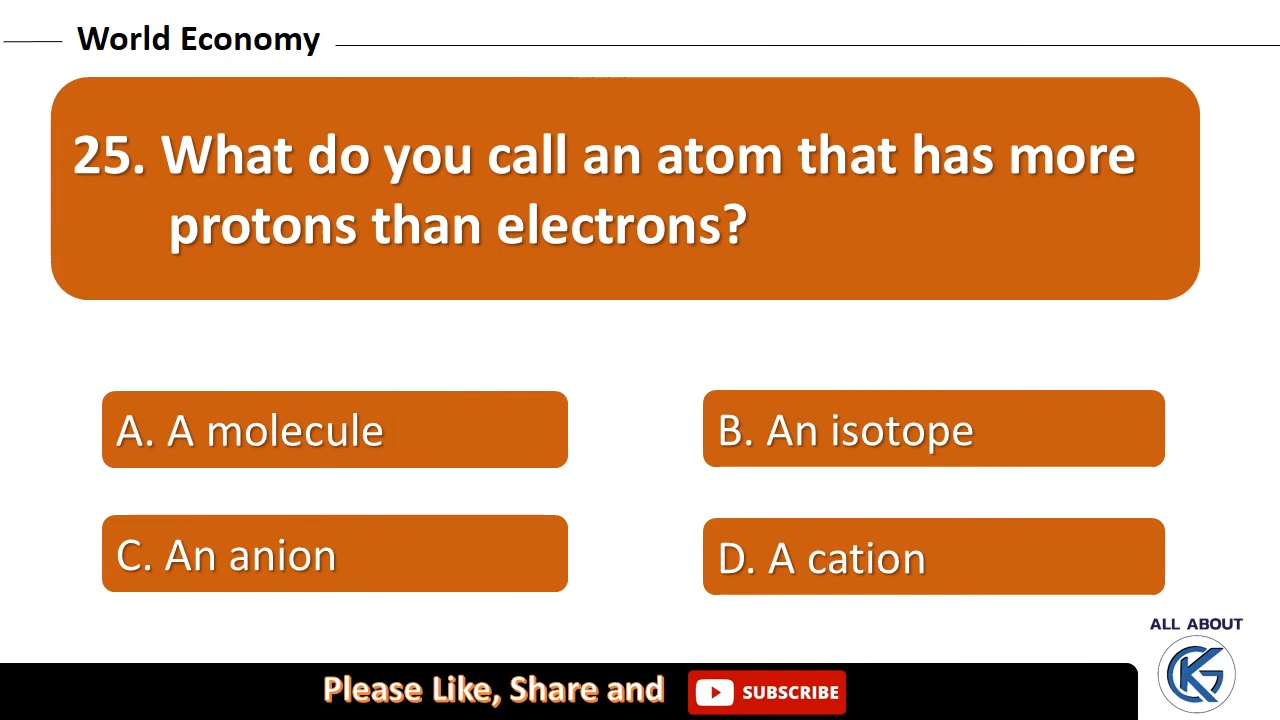 World Economy
25. What do you call an atom that has more
protons than electrons?
A. A molecule
B. An isotope
C. An anion
D. A cation
ALL ABOUT
GK
Please Like, Share and
SUBSCRIBE